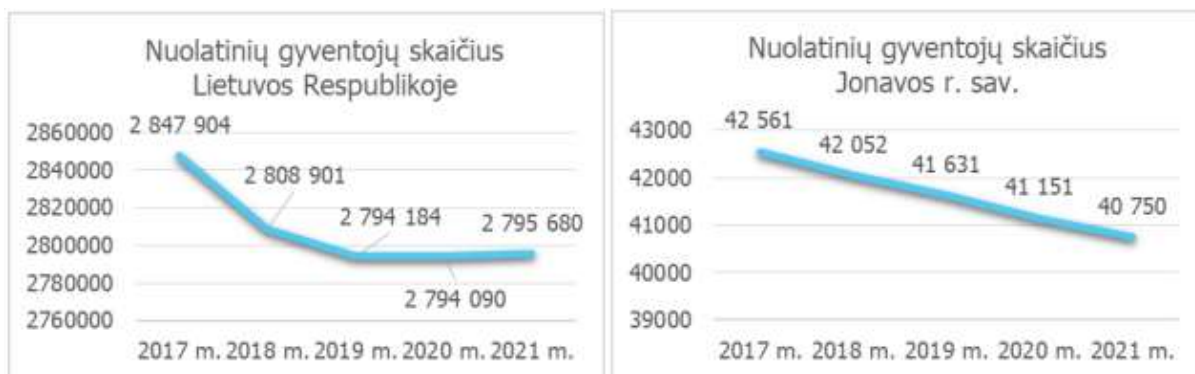 Nuolatinių gyventojų skaičius
Lietuvos Respublikoje
2860000
2840000
2820000
2800000
2780000
2760000
2 847 904
2 808 901
2 794 184
2 795 680
2 794 090
2017 m. 2018 m. 2019 m. 2020 m. 2021 m.
Nuolatinių gyventojų skaičius
Jonavos r. sav.
43000
42000
41000
40000
39000
42 561
42 052
41 631
41 151
40 750
2017 m. 2018 m. 2019 m. 2020 m. 2021 m.